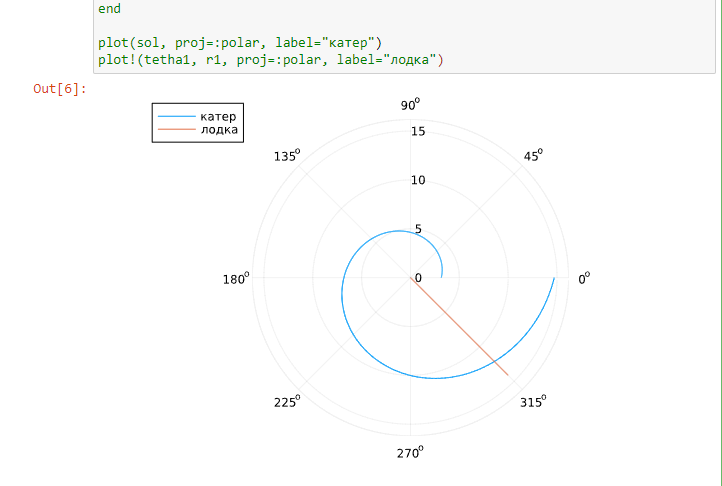 end
plot(sol, proj=:polar, label="катер")
plot!(tetha1, r1, proj=:polar, label="лодка")
Out[6]:
катер
лодка
90°
135°
45°
15
10
5
180°
0
0°
225°
315°
270°